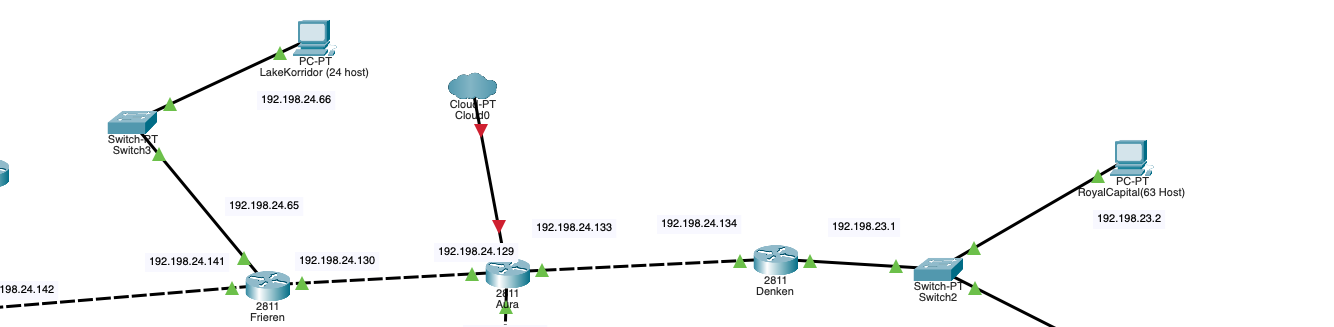 PC-PT
LakeKorridor (24 host)
192.198.24.66
Cloud-PT
Cloud0
Switch-PT
Switch3
PC-PT
RoyalCapital(63 Host)
192.198.23.2
192.198.24.65
192.198.24.133
192.198.24.134
192.198.23.1
192.198.24.141
192.198.24.130
192.198.24.129
98.24.142
2811
Frieren
2811
Aura
2811
Denken
Switch-PT
Switch2